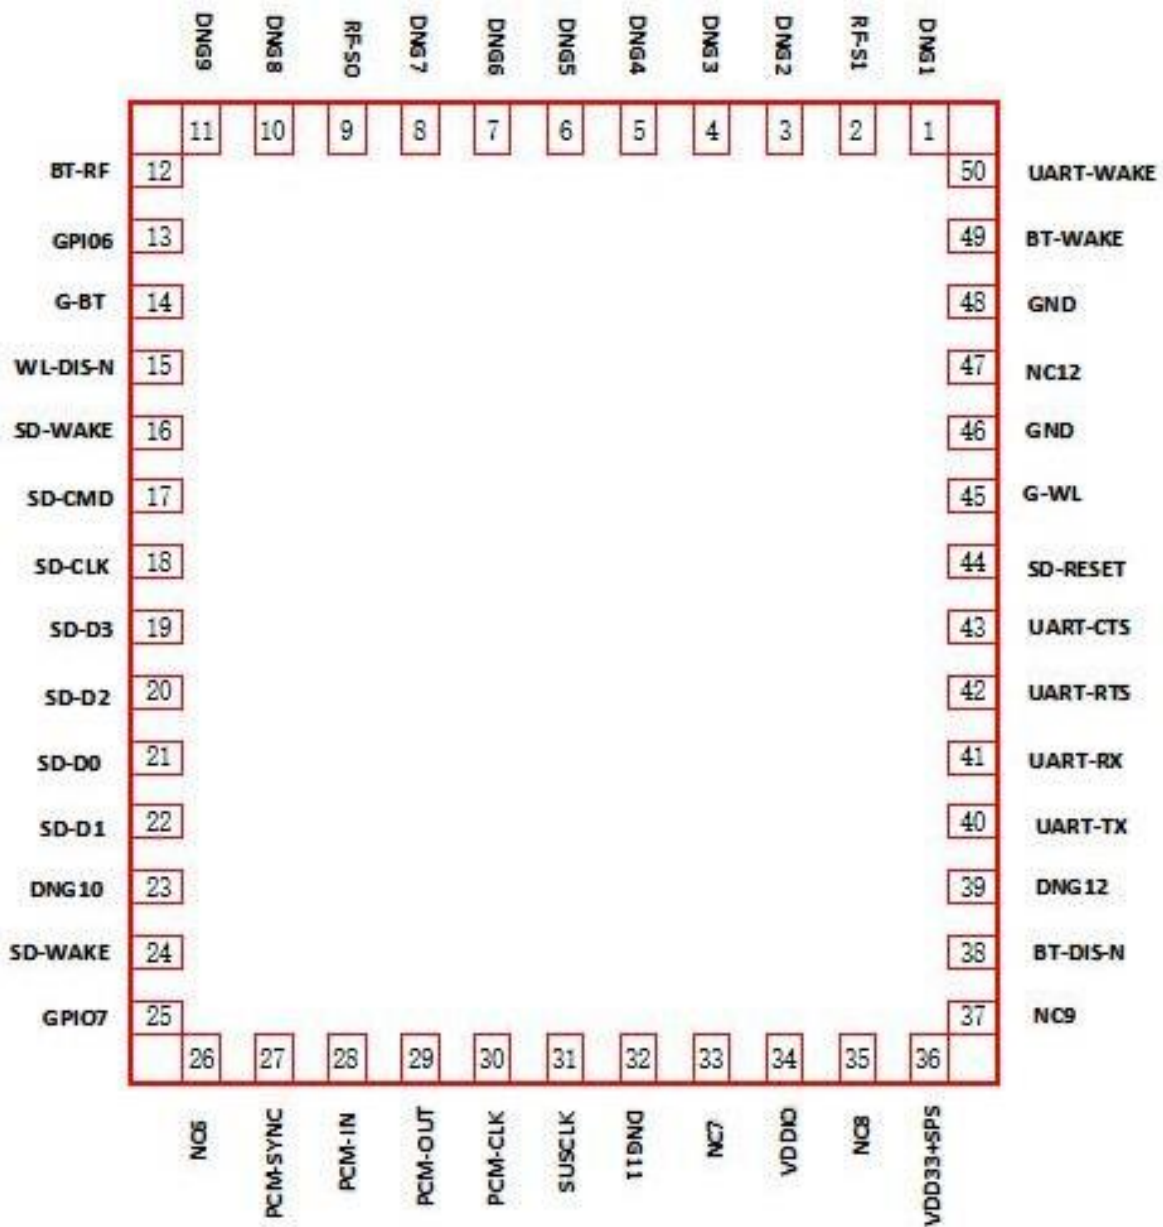 DNG9 DNG8 RF-SO DNG7 DNG6 DNG5 DNG4 DNG3 DNG2 RF-S1 DNG1
11 10 9 8 7 6 5 4 3 2 1
BT-RF 12 50 UART-WAKE
GPI06 13 49 BT-WAKE
G-BT 14 48 GND
WL-DIS-N 15 47 NC12
SD-WAKE 16 46 GND
SD-CMD 17 45 G-WL
SD-CLK 18 44 SD-RESET
SD-D3 19 43 UART-CTS
SD-D2 20 42 UART-RTS
SD-D0 21 41 UART-RX
SD-D1 22 40 UART-TX
DNG10 23 39 DNG12
SD-WAKE 24 38 BT-DIS-N
GPIO7 25 37 NC9
26 27 28 29 30 31 32 33 34 35 36
NC6 PCM-SYNC PCM-IN PCM-OUT PCM-CLK SUSCLK DNG11 NC7 VDDIO NC8 VDD33+SPS